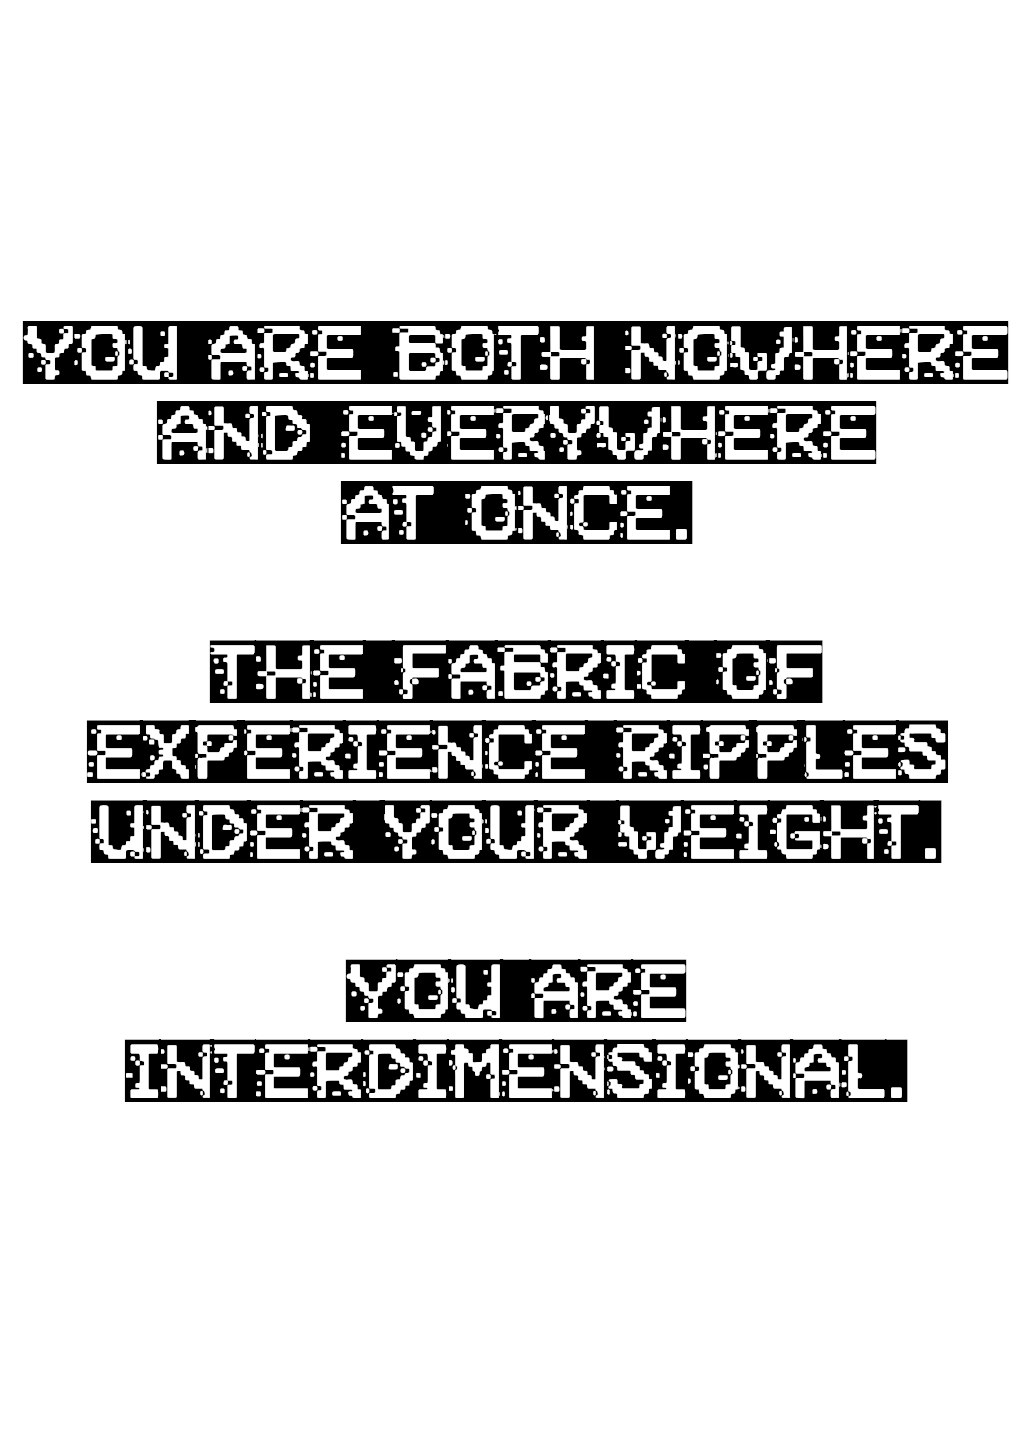 YOU ARE BOTH NOWHERE
AND EVERYWHERE
AT ONCE.
THE FABRIC OF
EXPERIENCE RIPPLES
UNDER YOUR WEIGHT.
YOU ARE
INTERDIMENSIONAL.